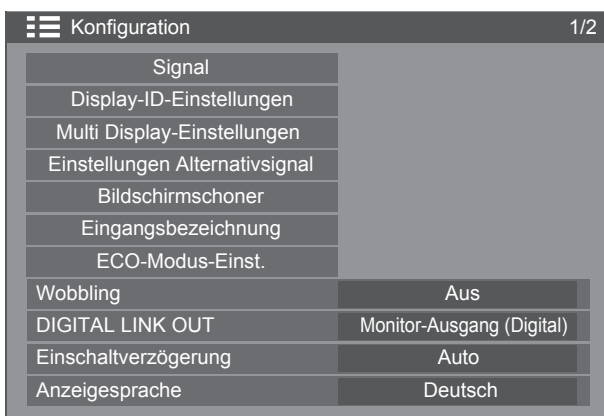 Konfiguration 1/2
Signal
Display-ID-Einstellungen
Multi Display-Einstellungen
Einstellungen Alternativsignal
Bildschirmschoner
Eingangsbezeichnung
ECO-Modus-Einst.
Wobbling Aus
DIGITAL LINK OUT Monitor-Ausgang (Digital)
Einschaltverzögerung Auto
Anzeigesprache Deutsch